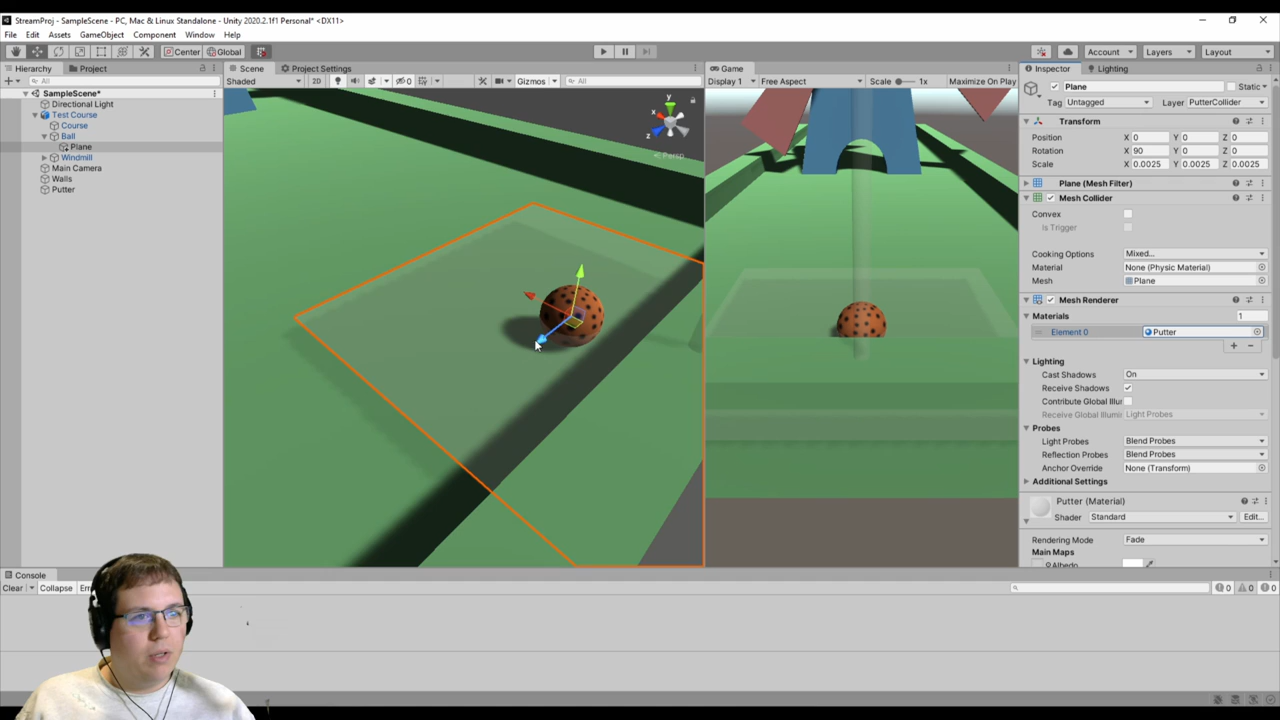 StreamProj - SampleScene - PC, Mac & Linux Standalone - Unity 2020.2.1f1 Personal* <DX11>
File Edit Assets GameObject Component Window Help
Center Global Account Layers Layout
Hierarchy Project
All
SampleScene*
Directional Light
Test Course
Course
Ball
Plane
Windmill
Main Camera
Walls
Putter
Scene Project Settings
Shaded 2D 0 Gizmos All
y
x
z
Persp
Game
Display 1 Free Aspect Scale 1x Maximize On Play
Inspector Lighting
Plane Static
Tag Untagged Layer PutterCollider
Transform
Position X 0 Y 0 Z 0
Rotation X 90 Y 0 Z 0
Scale X 0.0025 Y 0.0025 Z 0.0025
Plane (Mesh Filter)
Mesh Collider
Convex
Is Trigger
Cooking Options Mixed...
Material None (Physic Material)
Mesh Plane
Mesh Renderer
Materials 1
Element 0 Putter
Lighting
Cast Shadows On
Receive Shadows
Contribute Global Illur
Receive Global Illumir Light Probes
Probes
Light Probes Blend Probes
Reflection Probes Blend Probes
Anchor Override None (Transform)
Additional Settings
Putter (Material)
Shader Standard Edit...
Rendering Mode Fade
Main Maps
Albedo
Console
Clear Collapse Err
0 0 0